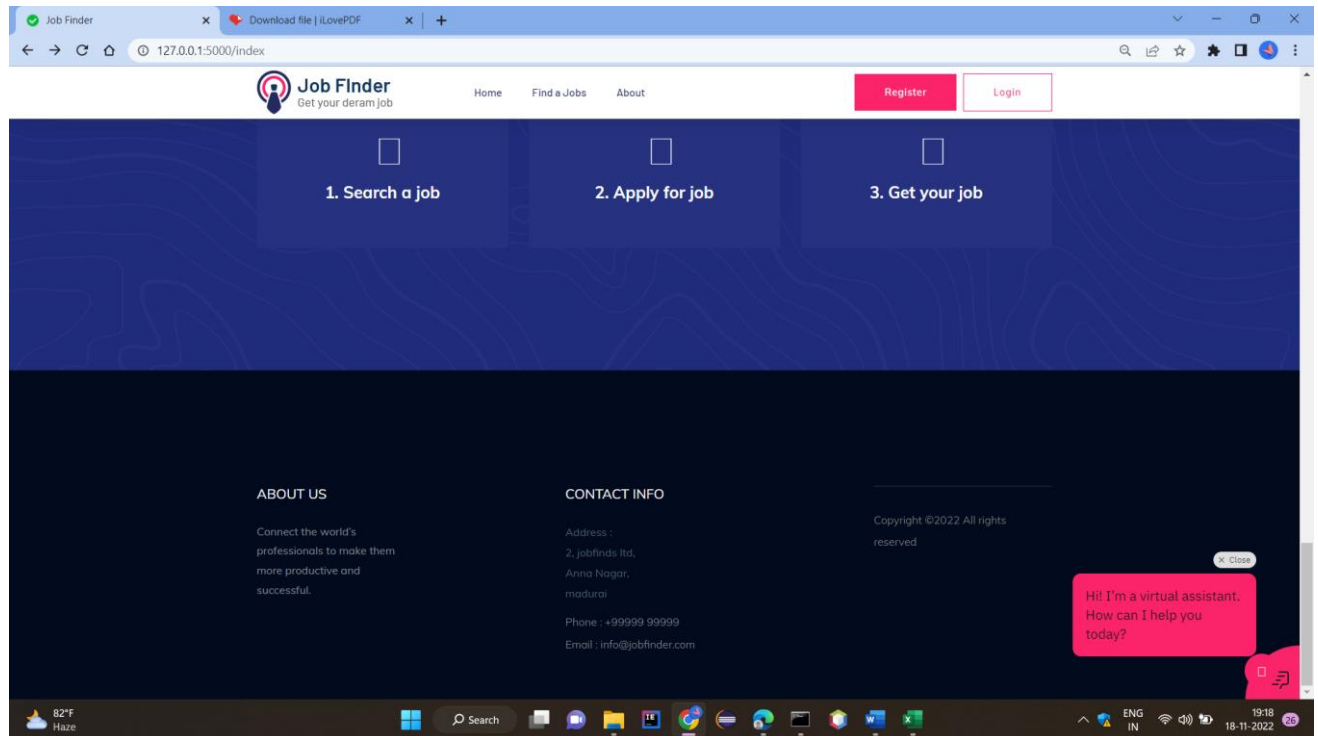 Job Finder
Download file | iLovePDF
127.0.0.1:5000/index
Job FInder
Get your deram job
Home
Find a Jobs
About
Register
Login
1. Search a job
2. Apply for job
3. Get your job
ABOUT US
Connect the world's
professionals to make them
more productive and
successful.
CONTACT INFO
Address :
2, jobfinds ltd,
Anna Nagar,
madurai
Phone : +99999 99999
Email : info@jobfinder.com
Copyright ©2022 All rights
reserved
× Close
Hi! I'm a virtual assistant.
How can I help you
today?
82°F
Haze
Search
ENG
IN
19:18
18-11-2022
26